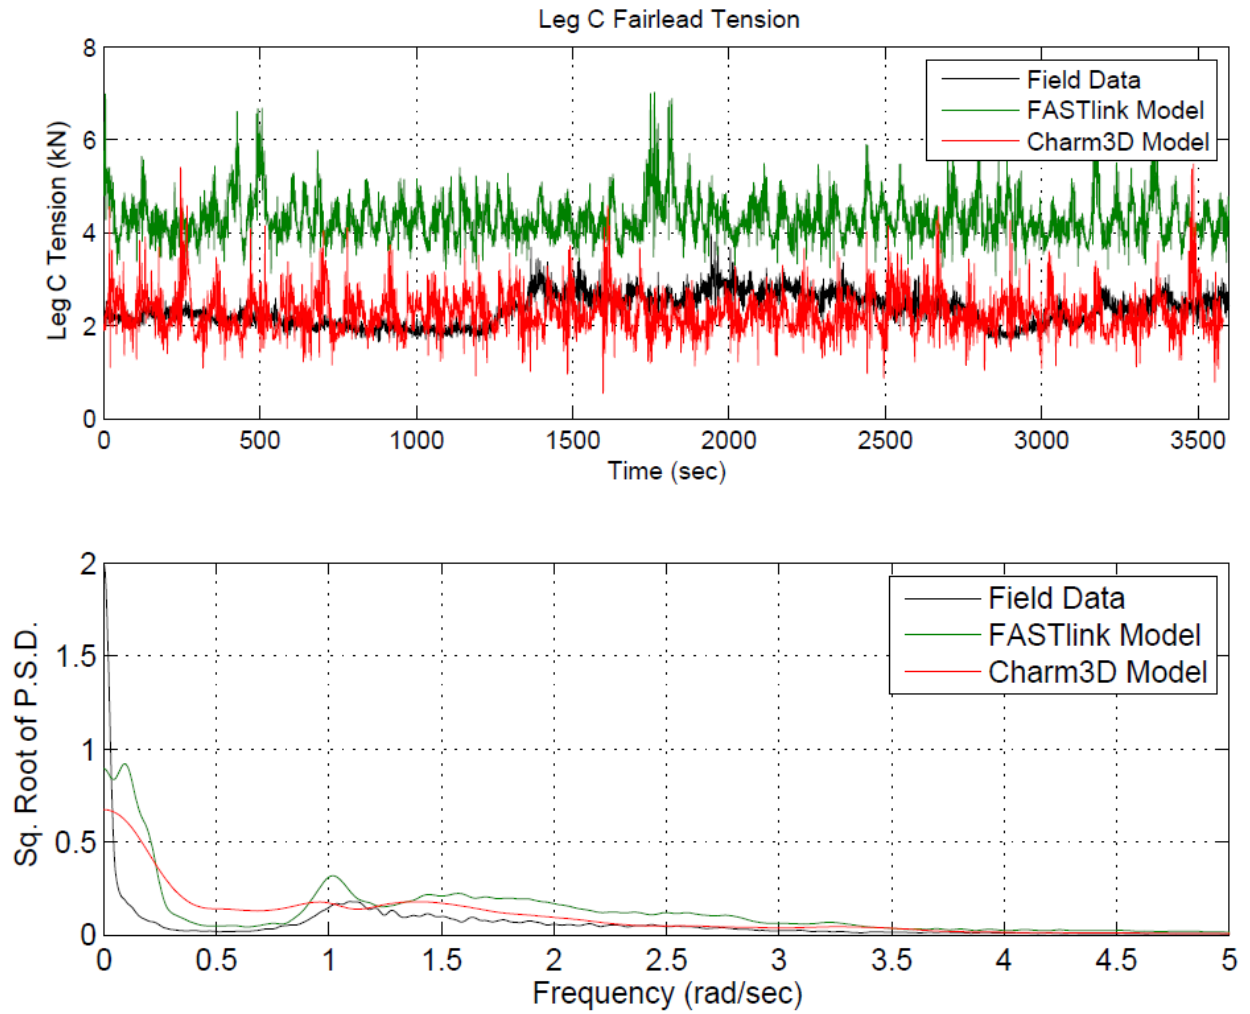 Leg C Fairlead Tension
8
6
4
2
0
Leg C Tension (kN)
Field Data
FASTlink Model
Charm3D Model
0 500 1000 1500 2000 2500 3000 3500
Time (sec)
2
1.5
1
0.5
0
Sq. Root of P.S.D.
Field Data
FASTlink Model
Charm3D Model
0 0.5 1 1.5 2 2.5 3 3.5 4 4.5 5
Frequency (rad/sec)